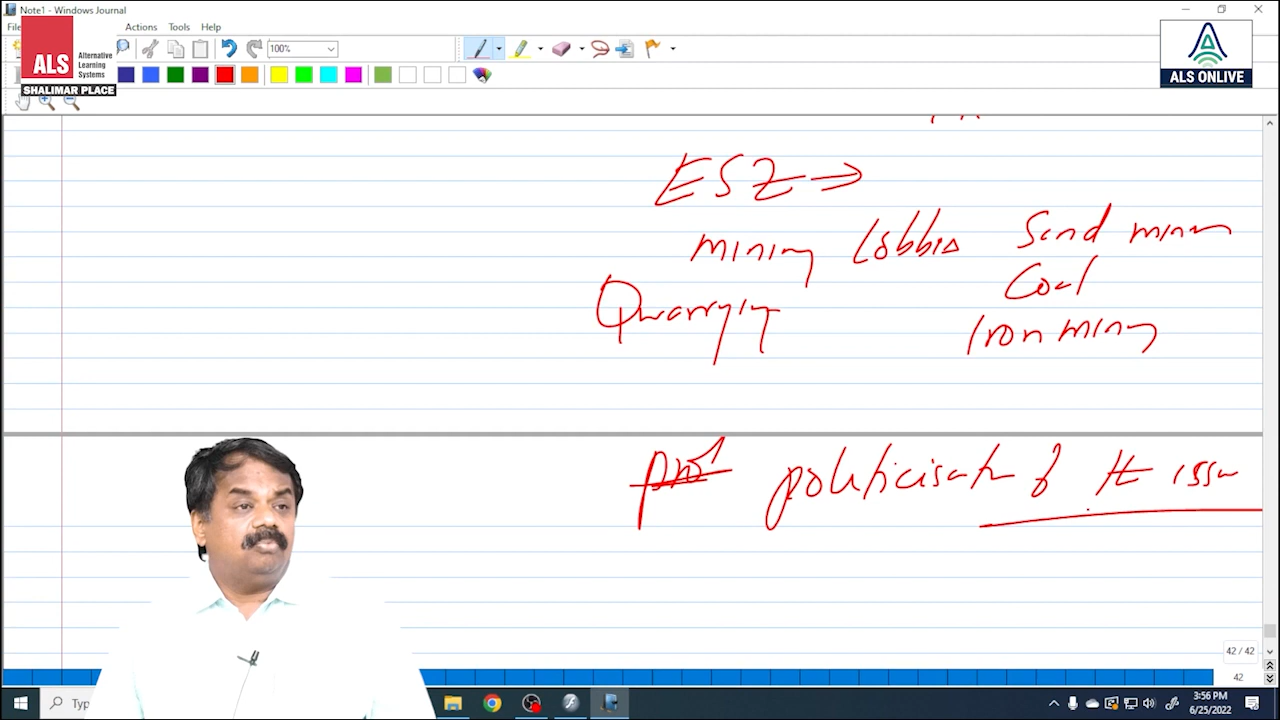 Note1 - Windows Journal
Actions Tools Help
100%
ALS
Alternative
Learning
Systems
SHALIMAR PLACE
ALS ONLIVE
ESZ →
mining lobbies Sand mining
Quarrying Coal
Iron mining
politicisation of the issue
42 / 42
42
3:56 PM
6/25/2022